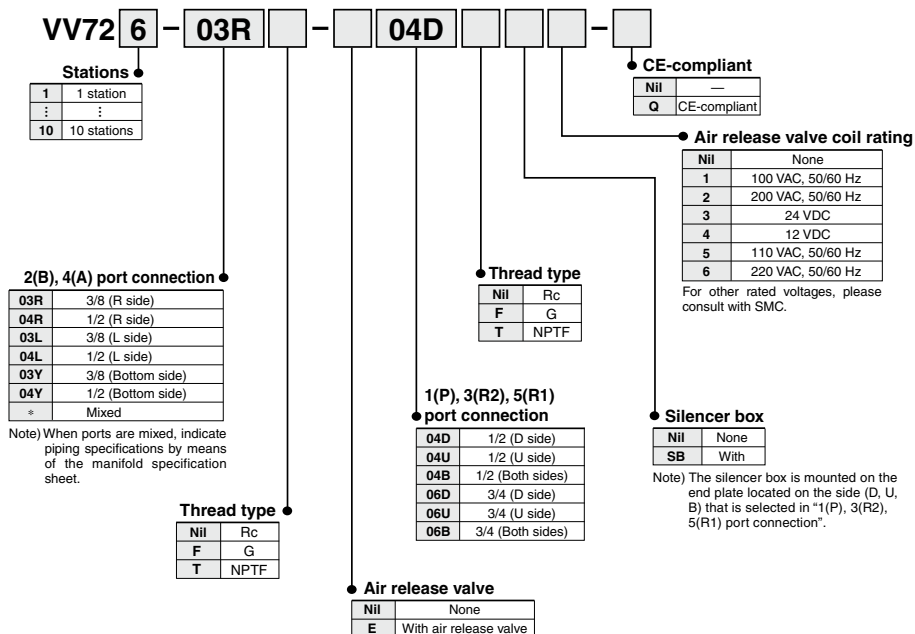 VV72 6 – 03R – 04D –
Stations
1 1 station
⋮ ⋮
10 10 stations
CE-compliant
Nil —
Q CE-compliant
Air release valve coil rating
Nil None
1 100 VAC, 50/60 Hz
2 200 VAC, 50/60 Hz
3 24 VDC
4 12 VDC
5 110 VAC, 50/60 Hz
6 220 VAC, 50/60 Hz
For other rated voltages, please
consult with SMC.
2(B), 4(A) port connection
03R 3/8 (R side)
04R 1/2 (R side)
03L 3/8 (L side)
04L 1/2 (L side)
03Y 3/8 (Bottom side)
04Y 1/2 (Bottom side)
* Mixed
Note) When ports are mixed, indicate
piping specifications by means
of the manifold specification
sheet.
Thread type
Nil Rc
F G
T NPTF
1(P), 3(R2), 5(R1)
port connection
04D 1/2 (D side)
04U 1/2 (U side)
04B 1/2 (Both sides)
06D 3/4 (D side)
06U 3/4 (U side)
06B 3/4 (Both sides)
Silencer box
Nil None
SB With
Note) The silencer box is mounted on the
end plate located on the side (D, U,
B) that is selected in “1(P), 3(R2),
5(R1) port connection”.
Thread type
Nil Rc
F G
T NPTF
Air release valve
Nil None
E With air release valve